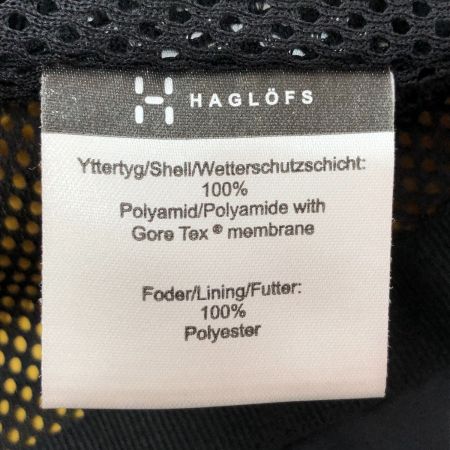 HAGLÖFS
Yttertyg/Shell/Wetterschutzschicht:
100%
Polyamid/Polyamide with
Gore Tex ® membrane
Foder/Lining/Futter:
100%
Polyester